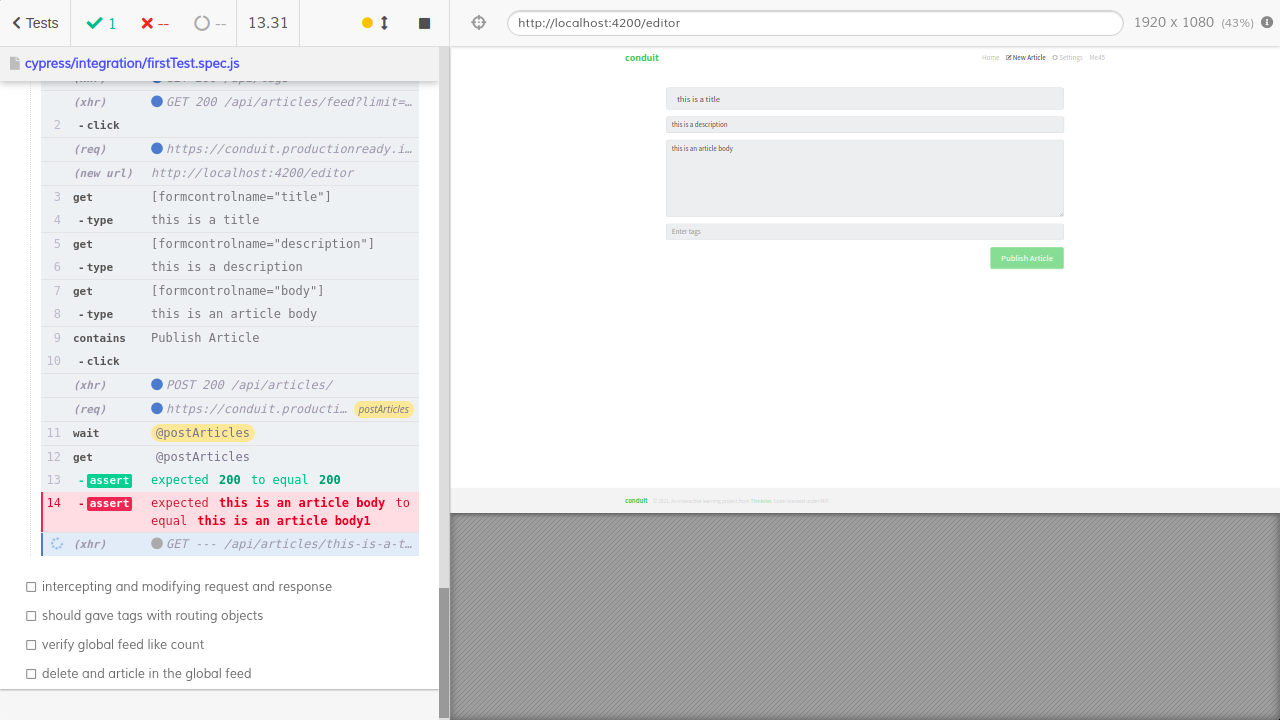 Tests
1
--
--
13.31
cypress/integration/firstTest.spec.js
(xhr) GET 200 /api/tags
(xhr) GET 200 /api/articles/feed?limit=…
2 -click
(req) https://conduit.productionready.i…
(new url) http://localhost:4200/editor
3 get [formcontrolname="title"]
4 -type this is a title
5 get [formcontrolname="description"]
6 -type this is a description
7 get [formcontrolname="body"]
8 -type this is an article body
9 contains Publish Article
10 -click
(xhr) POST 200 /api/articles/
(req) https://conduit.producti… postArticles
11 wait @postArticles
12 get @postArticles
13 -assert expected 200 to equal 200
14 -assert expected this is an article body to
equal this is an article body1
(xhr) GET --- /api/articles/this-is-a-t…
intercepting and modifying request and response
should gave tags with routing objects
verify global feed like count
delete and article in the global feed
http://localhost:4200/editor
1920 x 1080 (43%)
conduit
Home New Article Settings Me45
this is a title
this is a description
this is an article body
Enter tags
Publish Article
conduit